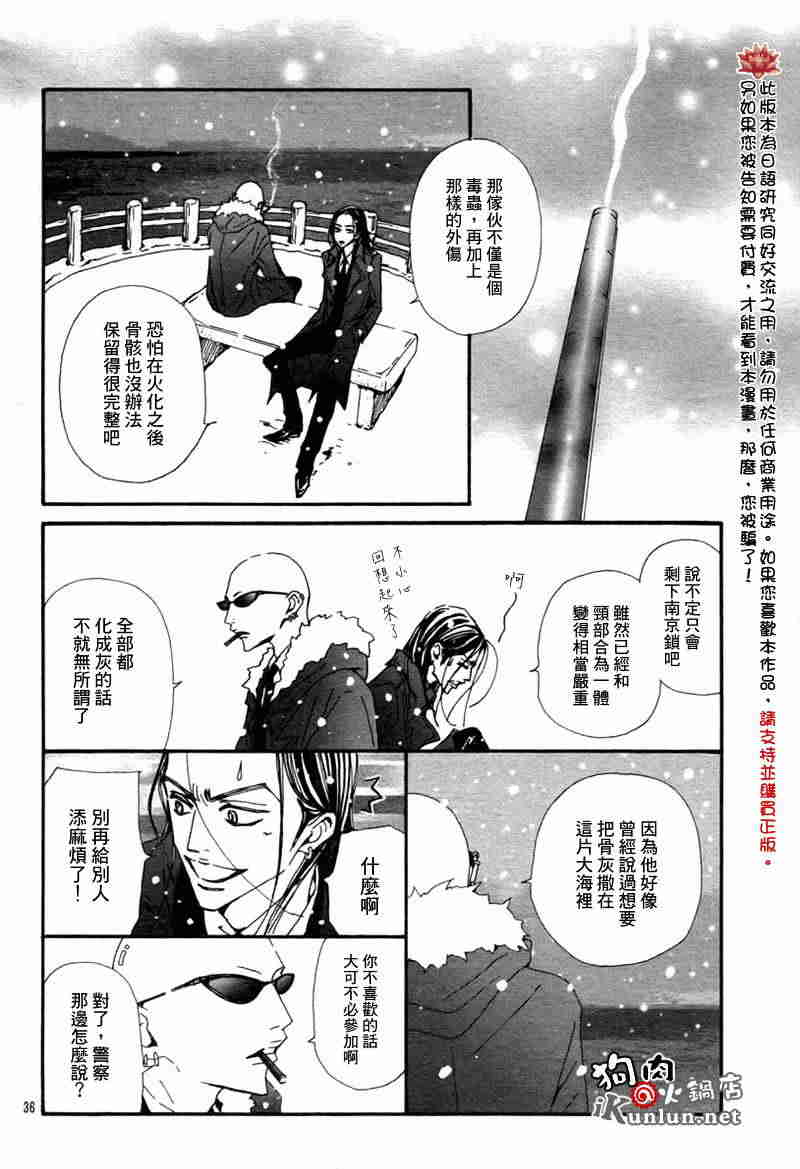 那傢伙不僅是個
毒蟲，再加上
那樣的外傷
恐怕在火化之後
骨骸也沒辦法
保留得很完整吧
說不定只會
剩下南京鎖吧
雖然已經和
頸部合為一體
變得相當嚴重
啊
不小心
回想起來了
全部都
化成灰的話
不就無所謂了
因為他好像
曾經說過想要
把骨灰撒在
這片大海裡
什麼啊
別再給別人
添麻煩了！
你不喜歡的話
大可不必參加啊
對了，警察
那邊怎麼說？
36
狗肉火鍋店
iKunlun.net
此版本為日語研究同好交流之用，請勿用於任何商業用途。如果您喜歡本作品，請支持並購買正版。
另如果您被告知需要付費，才能看到本漫畫，那麼，您被騙了！